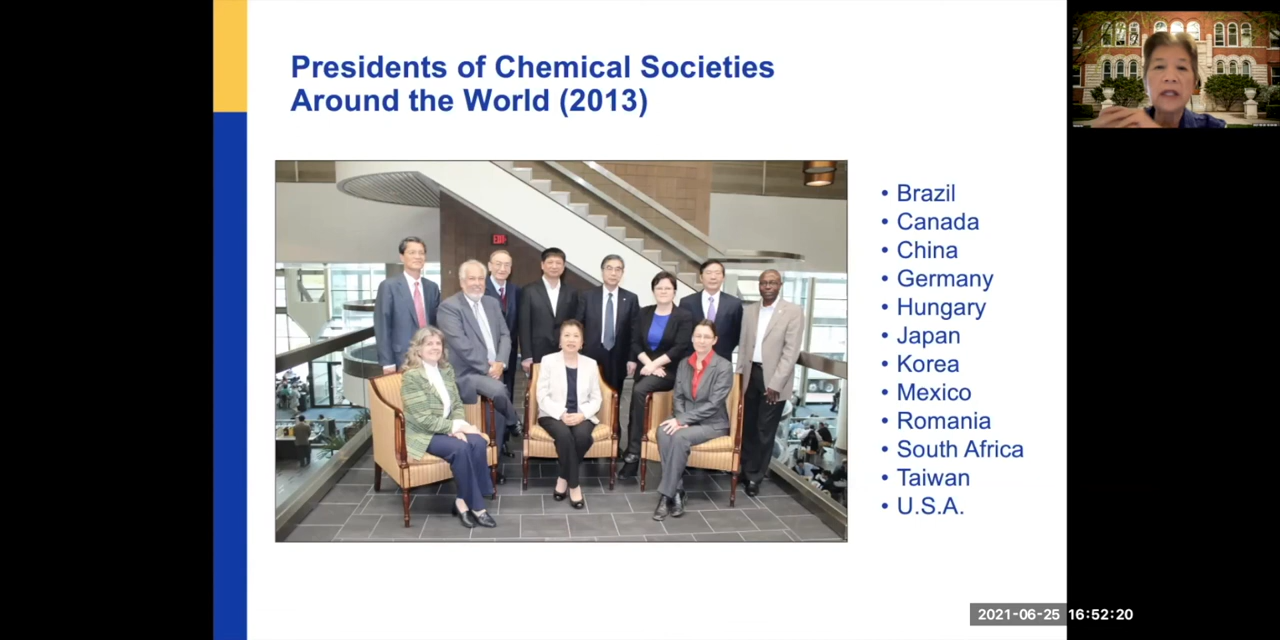 Presidents of Chemical Societies
Around the World (2013)
EXIT
• Brazil
• Canada
• China
• Germany
• Hungary
• Japan
• Korea
• Mexico
• Romania
• South Africa
• Taiwan
• U.S.A.
2021-06-25 16:52:20